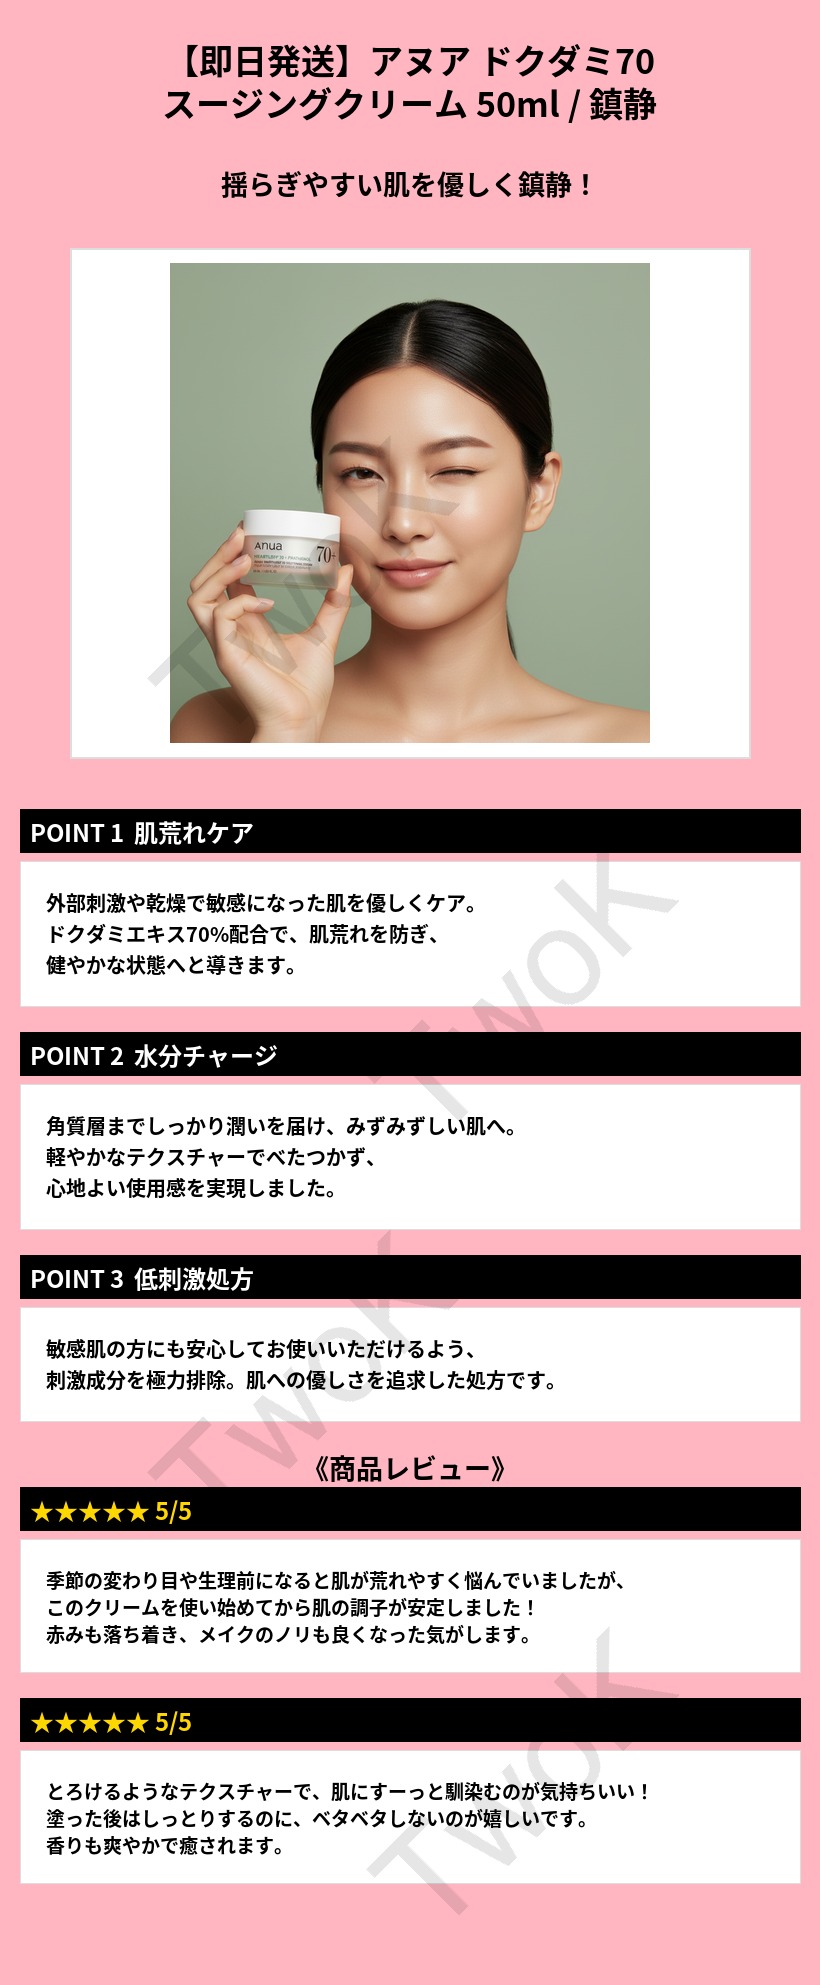 【即日発送】アヌア ドクダミ70
スージングクリーム 50ml / 鎮静
揺らぎやすい肌を優しく鎮静！
Anua
70+
TwoK
POINT 1 肌荒れケア
外部刺激や乾燥で敏感になった肌を優しくケア。
ドクダミエキス70%配合で、肌荒れを防ぎ、
健やかな状態へと導きます。
TwoK
POINT 2 水分チャージ
角質層までしっかり潤いを届け、みずみずしい肌へ。
軽やかなテクスチャーでべたつかず、
心地よい使用感を実現しました。
POINT 3 低刺激処方
敏感肌の方にも安心してお使いいただけるよう、
刺激成分を極力排除。肌への優しさを追求した処方です。
TwoK
《商品レビュー》
★★★★★ 5/5
季節の変わり目や生理前になると肌が荒れやすく悩んでいましたが、
このクリームを使い始めてから肌の調子が安定しました！
赤みも落ち着き、メイクのノリも良くなった気がします。
★★★★★ 5/5
とろけるようなテクスチャーで、肌にすーっと馴染むのが気持ちいい！
塗った後はしっとりするのに、ベタベタしないのが嬉しいです。
香りも爽やかで癒されます。
TwoK